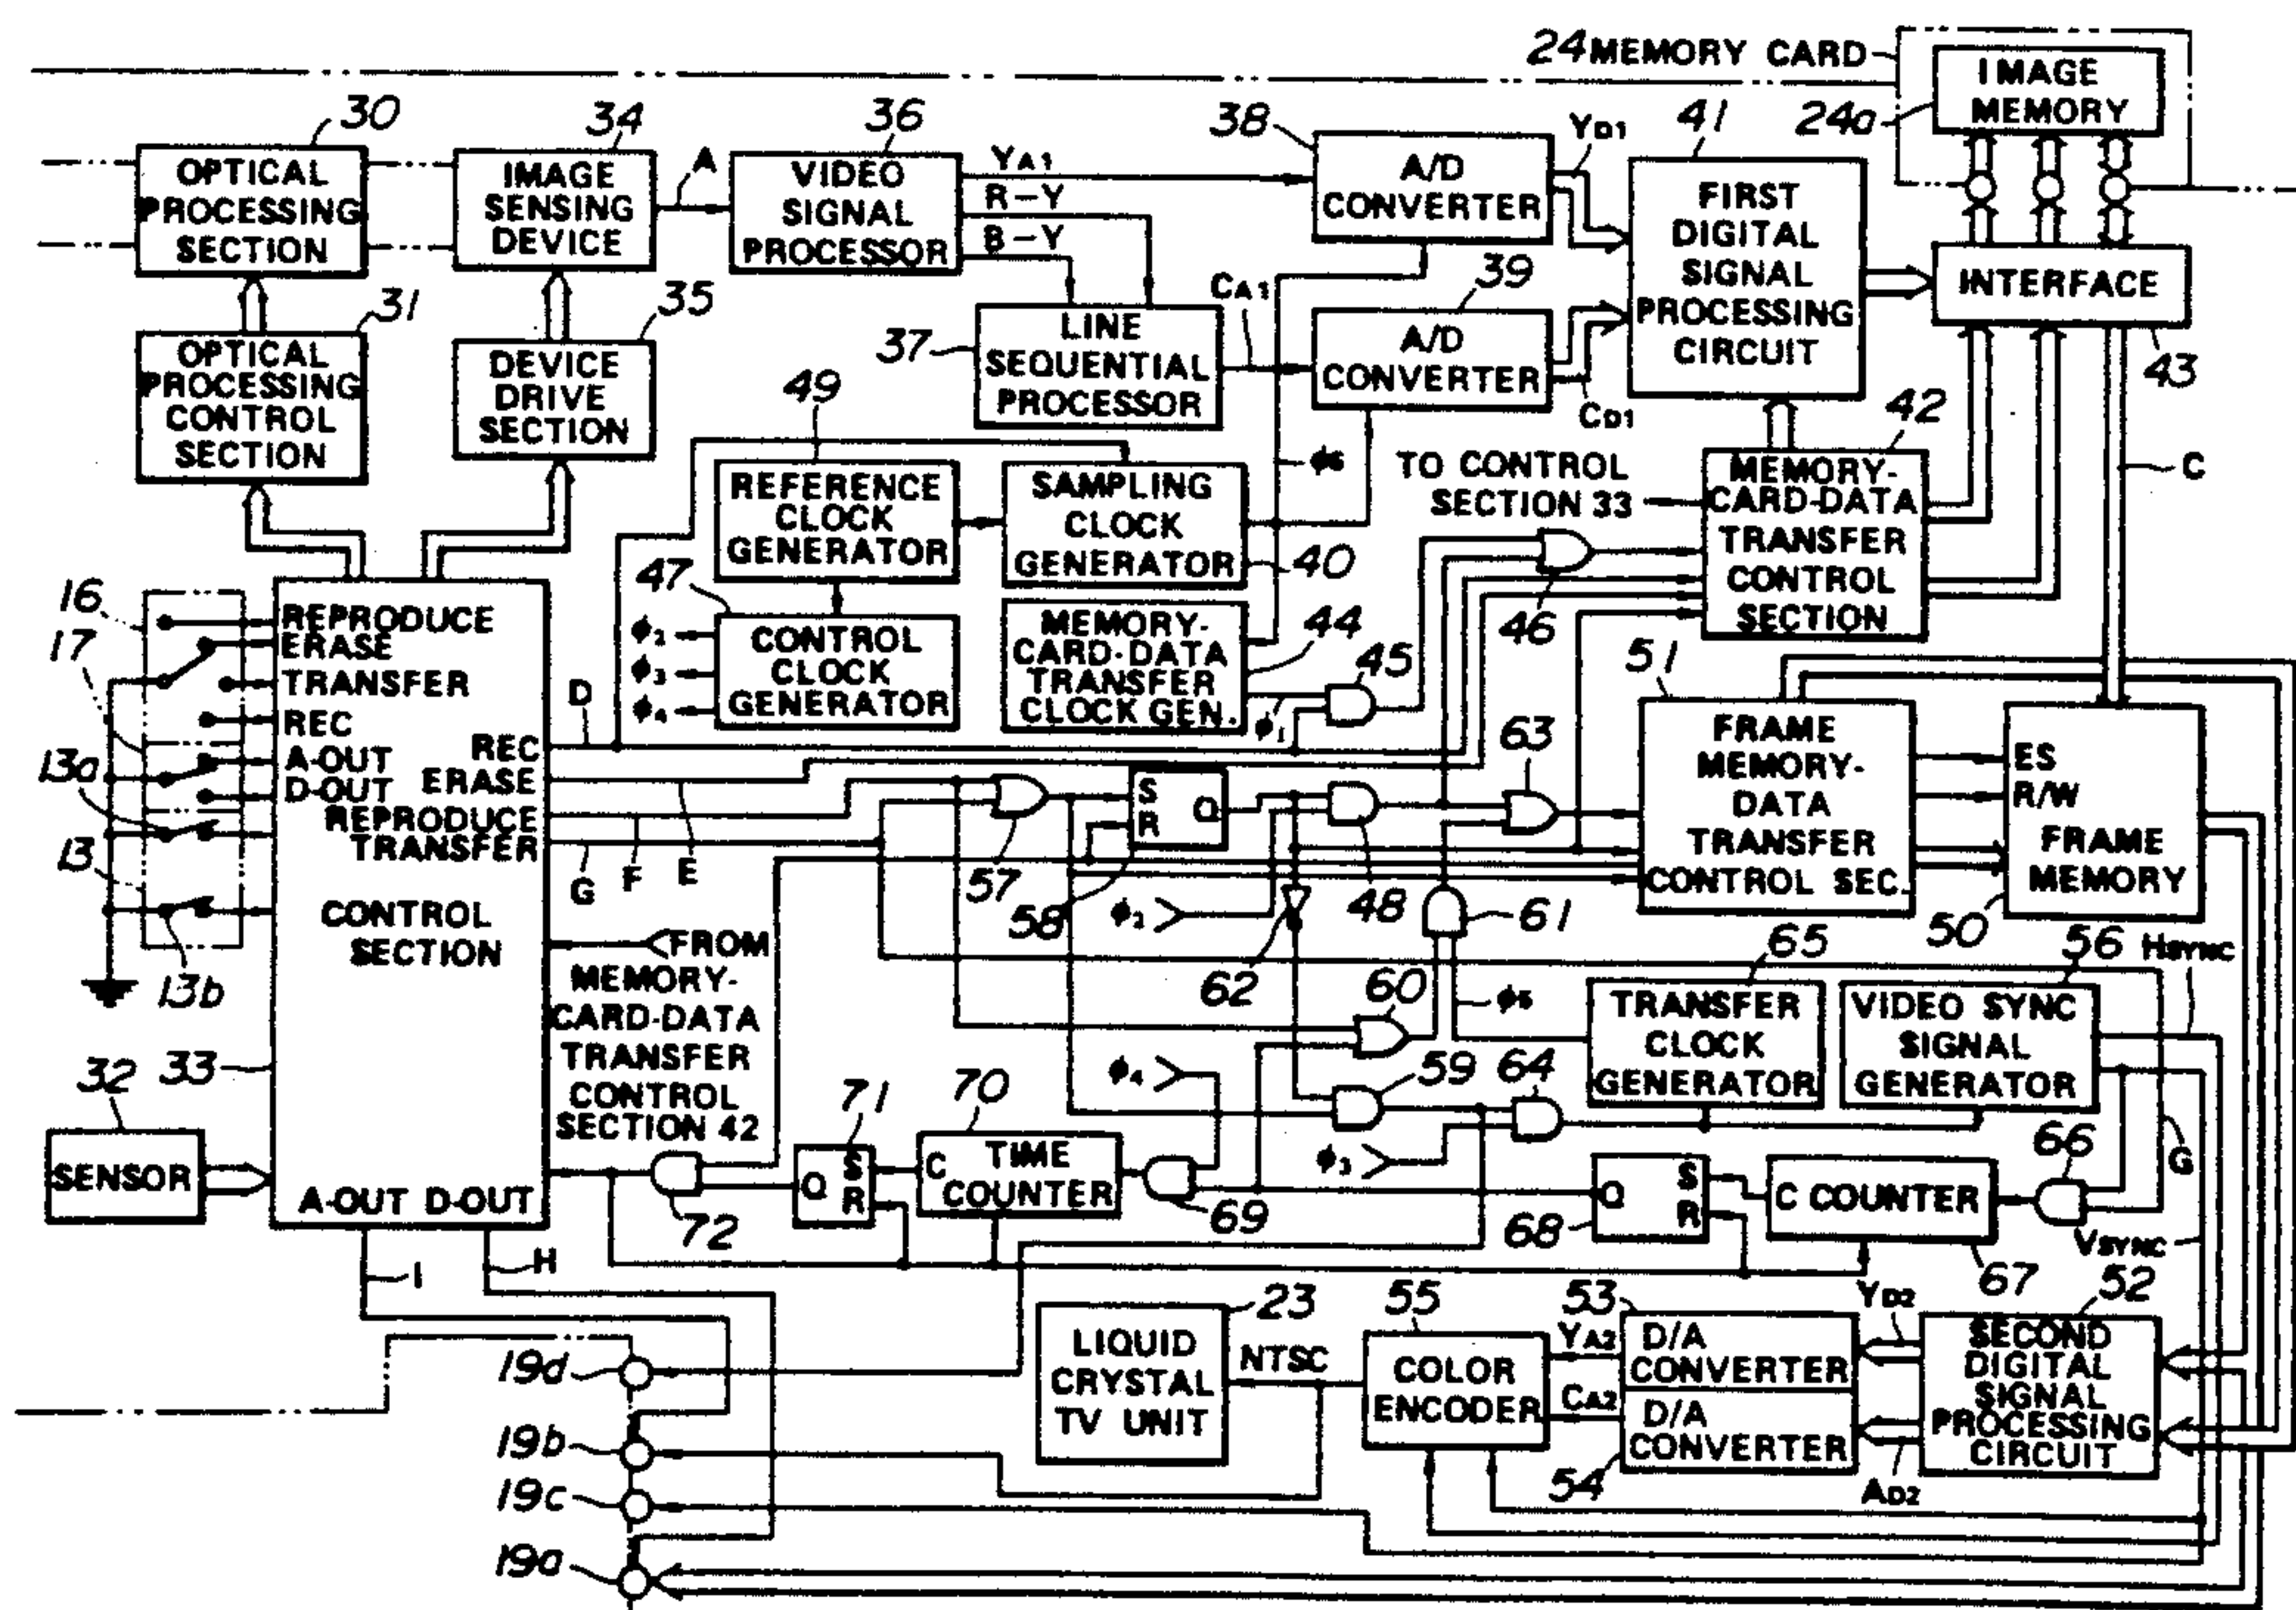 24 MEMORY CARD
IMAGE
MEMORY
24a
30
34
36
38
41
OPTICAL
PROCESSING
SECTION
IMAGE
SENSING
DEVICE
A
VIDEO
SIGNAL
PROCESSOR
YA1
R-Y
B-Y
A/D
CONVERTER
YD1
FIRST
DIGITAL
SIGNAL
PROCESSING
CIRCUIT
INTERFACE
43
31
35
39
CA1
OPTICAL
PROCESSING
CONTROL
SECTION
DEVICE
DRIVE
SECTION
37
LINE
SEQUENTIAL
PROCESSOR
A/D
CONVERTER
CD1
49
42
C
REFERENCE
CLOCK
GENERATOR
SAMPLING
CLOCK
GENERATOR
40
TO CONTROL
SECTION 33
MEMORY-
CARD-DATA
TRANSFER
CONTROL
SECTION
46
47
CONTROL
CLOCK
GENERATOR
ϕ2
ϕ3
ϕ4
MEMORY-
CARD-DATA
TRANSFER
CLOCK GEN.
44
45
ϕ1
16
17
13a
13
13b
REPRODUCE
ERASE
TRANSFER
REC
A-OUT
D-OUT
REC
ERASE
REPRODUCE
TRANSFER
CONTROL
SECTION
D
G
F
E
57
S
R
Q
58
48
63
51
FRAME
MEMORY-
DATA
TRANSFER
CONTROL SEC.
ES
R/W
FRAME
MEMORY
50
ϕ2
62
61
FROM
MEMORY-
CARD-DATA
TRANSFER
CONTROL
SECTION 42
60
65
56
HSYNC
TRANSFER
CLOCK
GENERATOR
VIDEO SYNC
SIGNAL
GENERATOR
32
33
SENSOR
A-OUT D-OUT
72
71
S
R
Q
70
C
TIME
COUNTER
ϕ4
69
59
64
ϕ3
68
S
R
Q
C COUNTER
67
66
G
VSYNC
I
H
23
LIQUID
CRYSTAL
TV UNIT
NTSC
55
COLOR
ENCODER
YA2
CA2
53
D/A
CONVERTER
D/A
CONVERTER
54
YD2
AD2
52
SECOND
DIGITAL
SIGNAL
PROCESSING
CIRCUIT
19d
19b
19c
19a